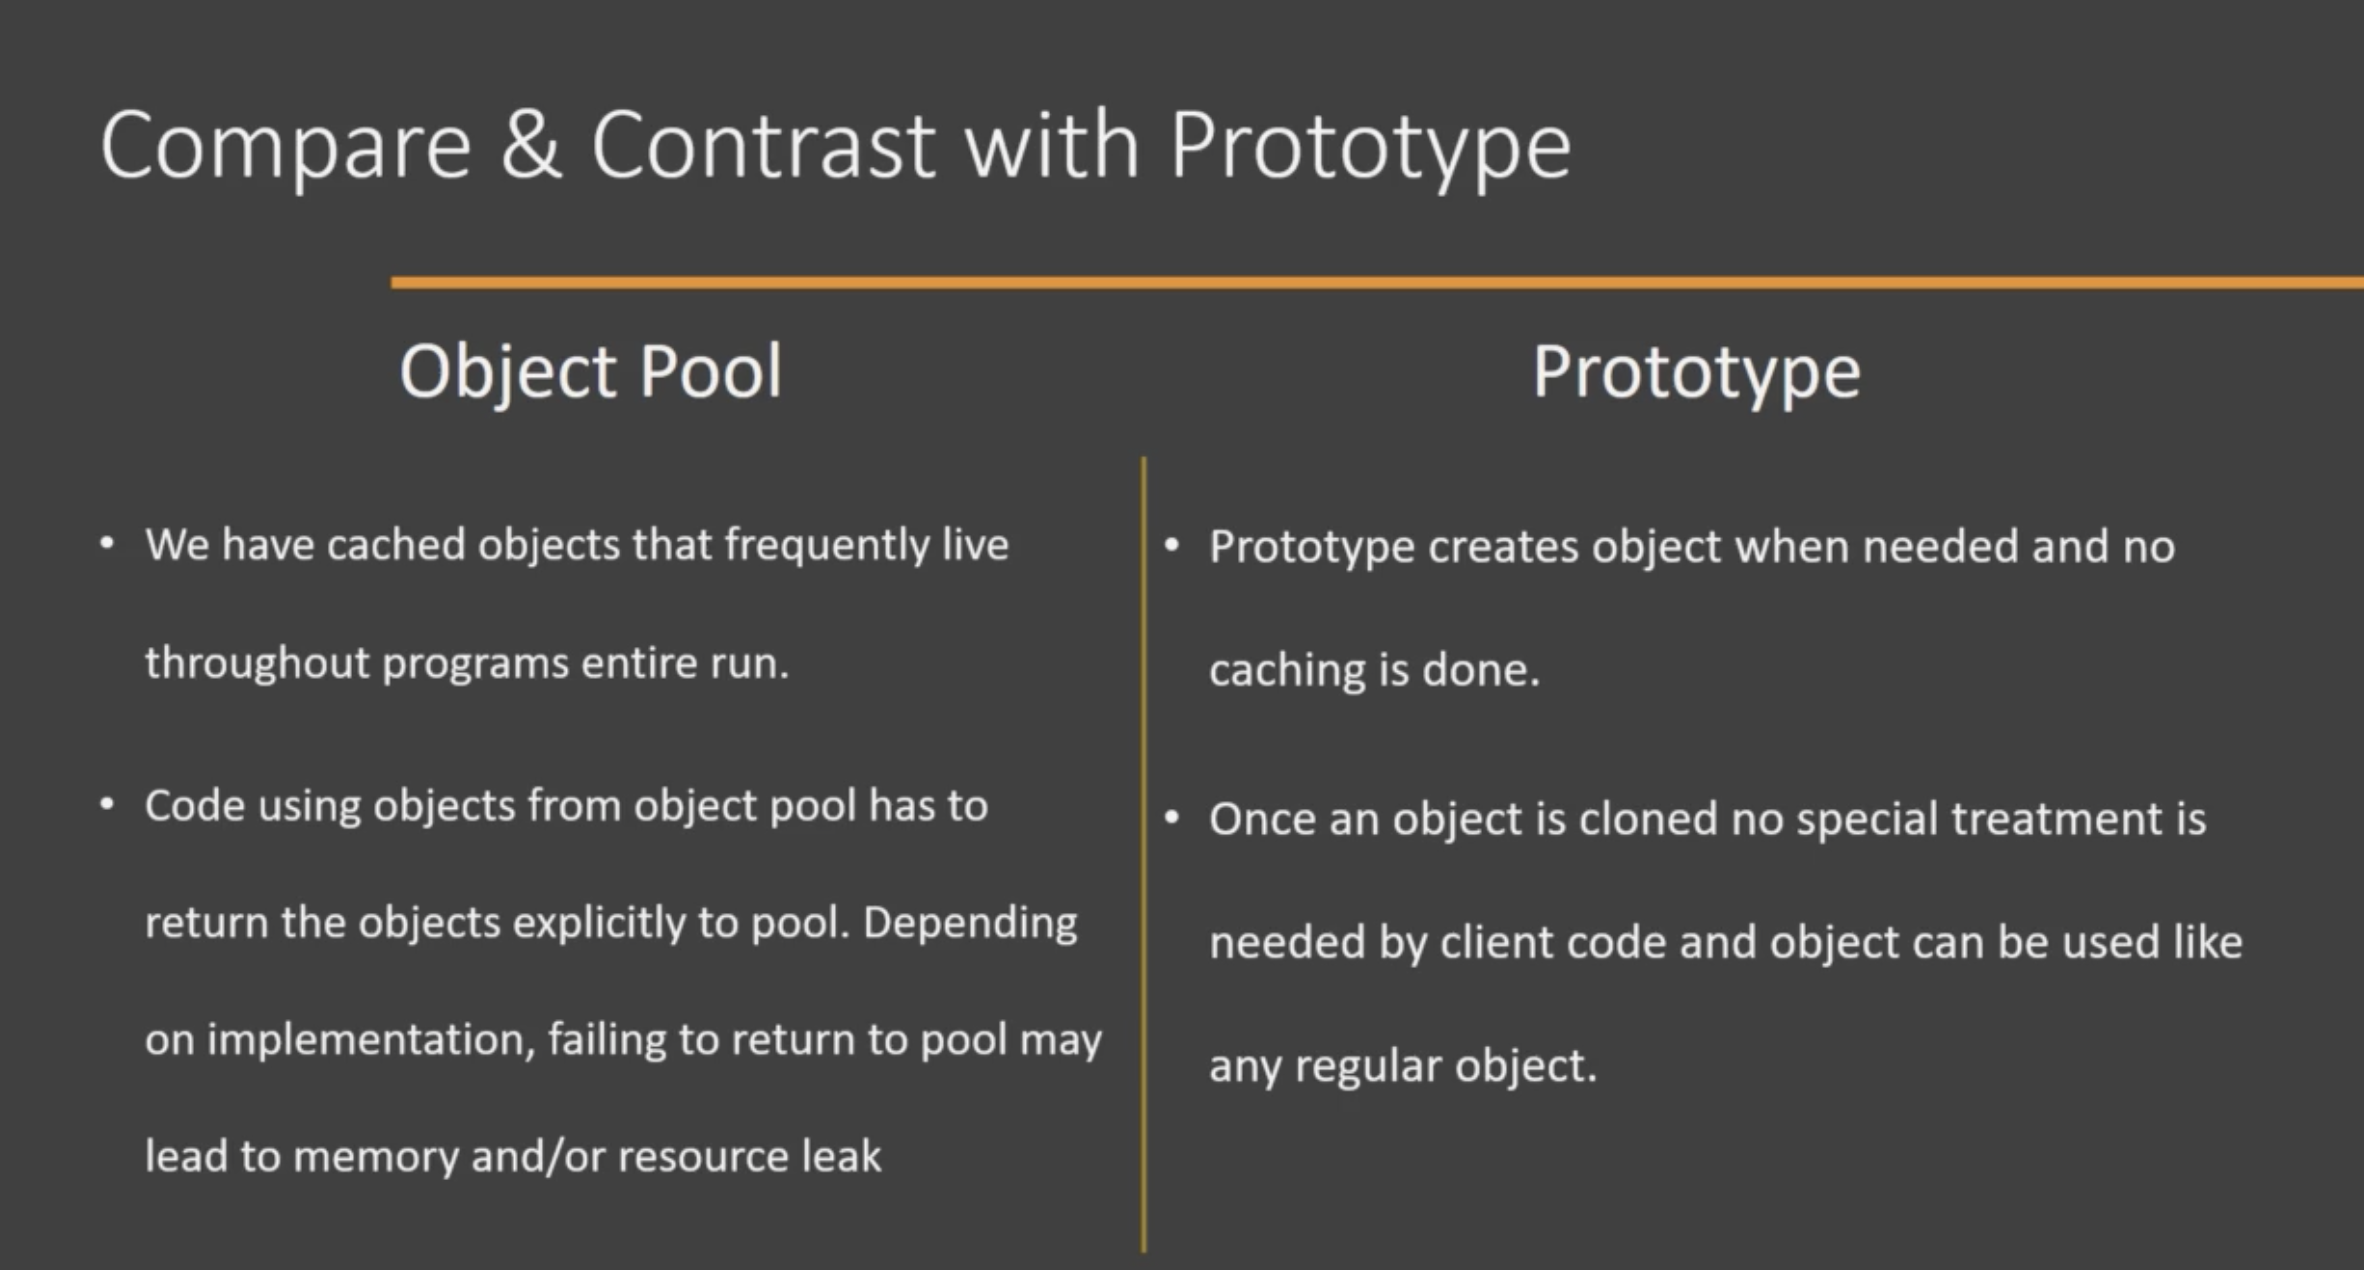 Compare & Contrast with Prototype
Object Pool
• We have cached objects that frequently live
throughout programs entire run.
• Code using objects from object pool has to
return the objects explicitly to pool. Depending
on implementation, failing to return to pool may
lead to memory and/or resource leak
Prototype
• Prototype creates object when needed and no
caching is done.
• Once an object is cloned no special treatment is
needed by client code and object can be used like
any regular object.